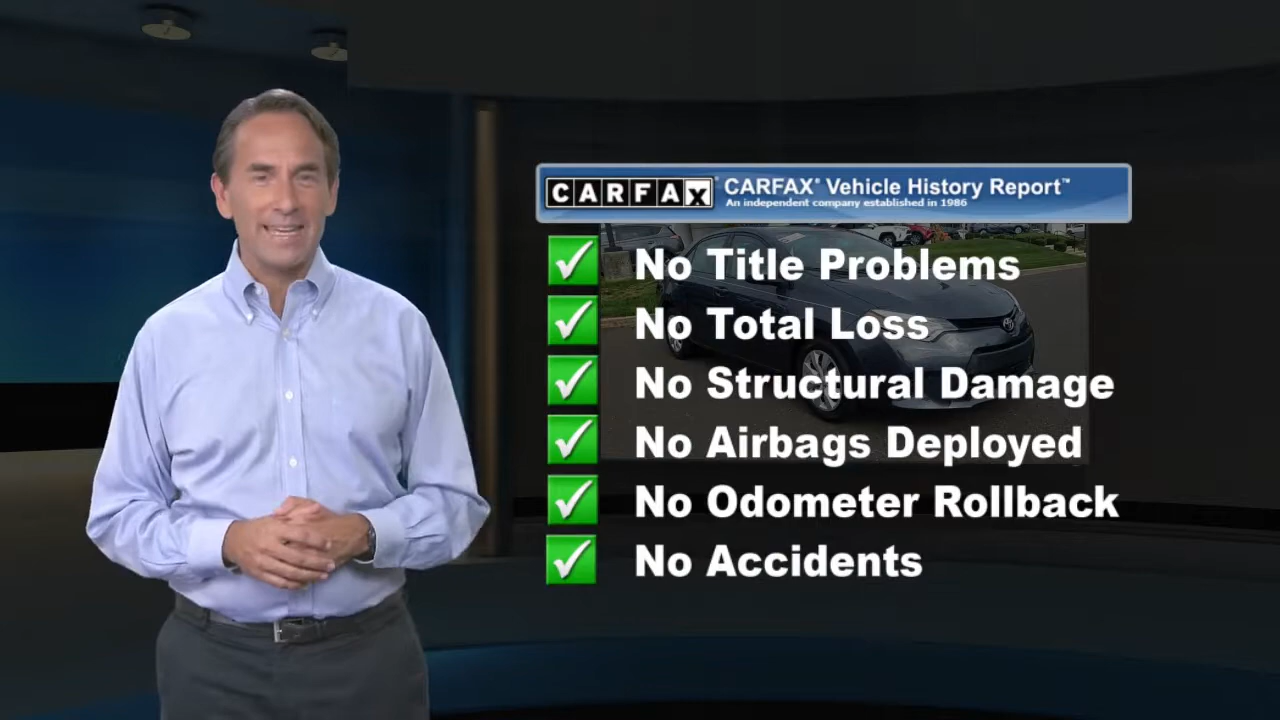 CARFAX® CARFAX® Vehicle History Report™
An independent company established in 1986
No Title Problems
No Total Loss
No Structural Damage
No Airbags Deployed
No Odometer Rollback
No Accidents